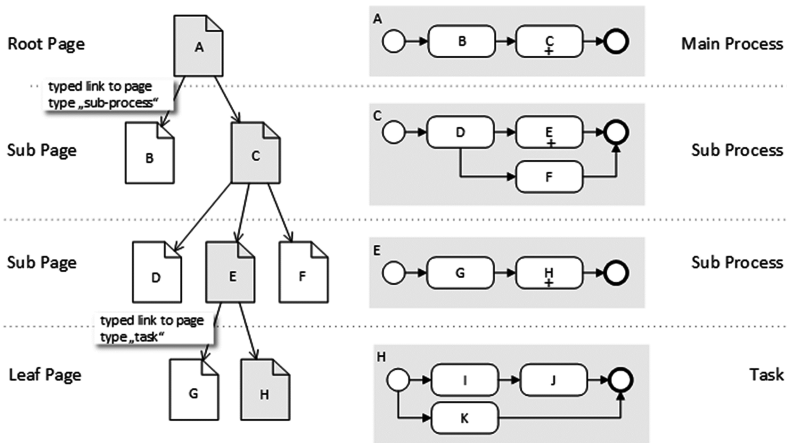 Root Page
A
A
B
C
+
Main Process
typed link to page
type „sub-process“
Sub Page
B
C
C
D
E
+
F
Sub Process
Sub Page
D
E
F
E
G
H
+
Sub Process
typed link to page
type „task“
Leaf Page
G
H
H
I
J
K
Task